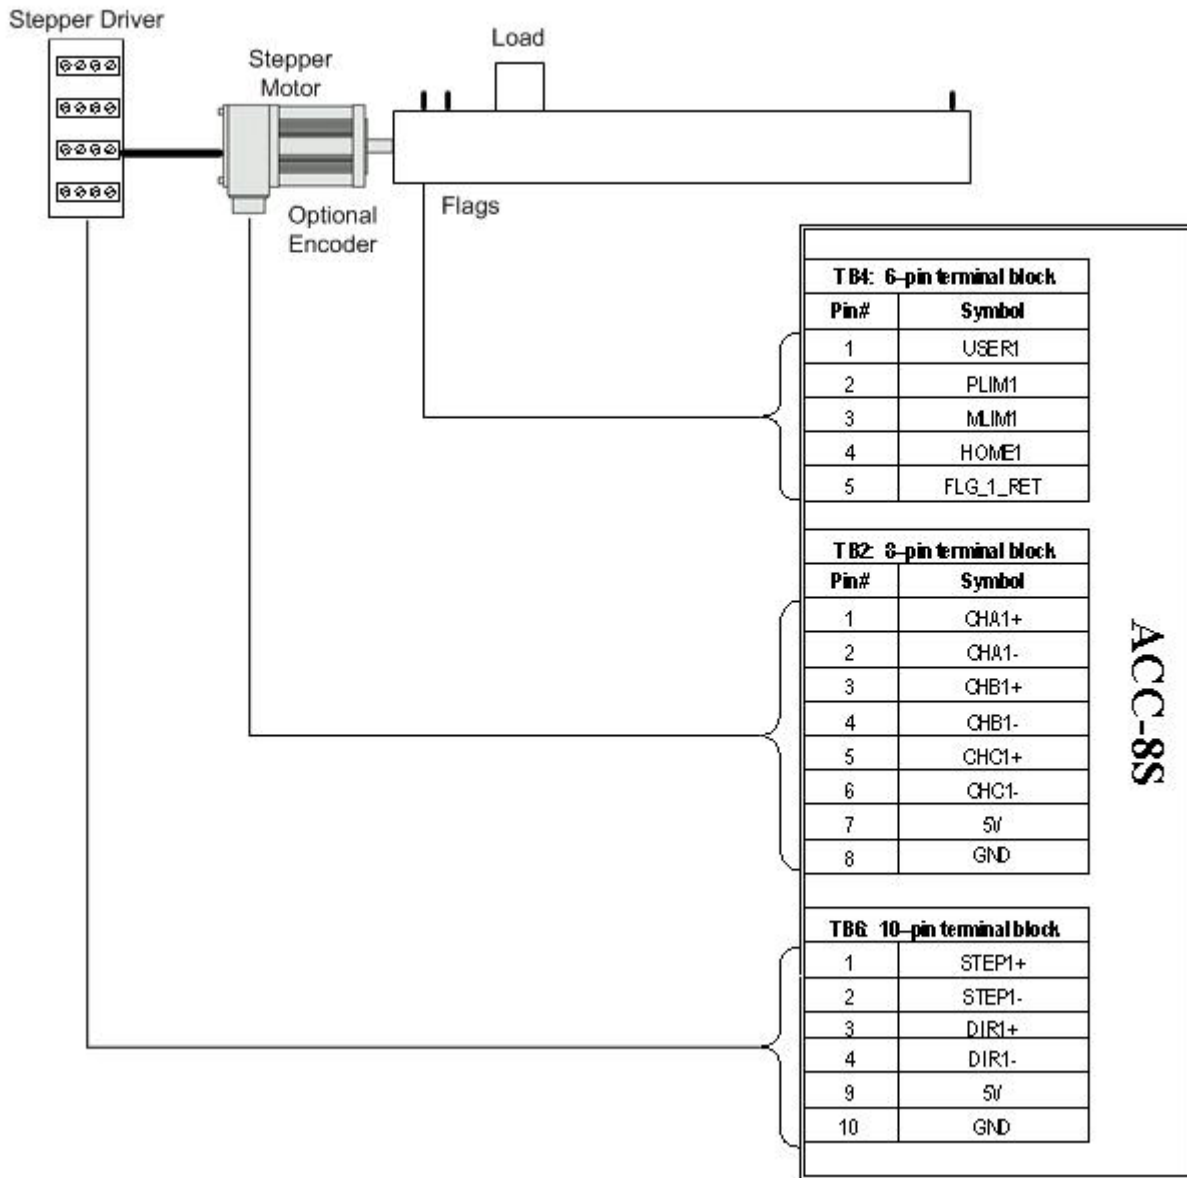 Stepper Driver
Stepper
Motor
Load
Optional
Encoder
Flags
TB4: 6-pin terminal block
Pin# Symbol
1 USER1
2 PLIM1
3 MLIM1
4 HOME1
5 FLG_1_RET
TB2: 8-pin terminal block
Pin# Symbol
1 CHA1+
2 CHA1-
3 CHB1+
4 CHB1-
5 CHC1+
6 CHC1-
7 5V
8 GND
TB6: 10-pin terminal block
1 STEP1+
2 STEP1-
3 DIR1+
4 DIR1-
9 5V
10 GND
ACC-8S